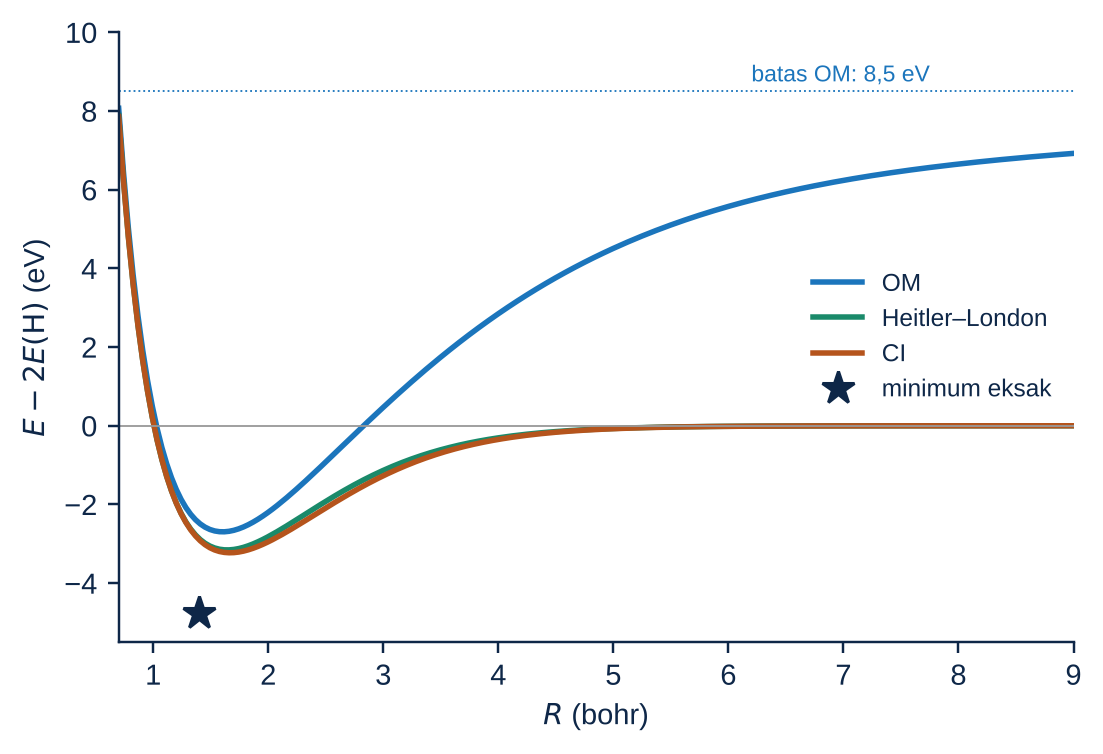 10
batas OM: 8,5 eV
8
6
4
2
0
−2
−4
E − 2E(H) (eV)
OM
Heitler–London
CI
minimum eksak
1 2 3 4 5 6 7 8 9
R (bohr)